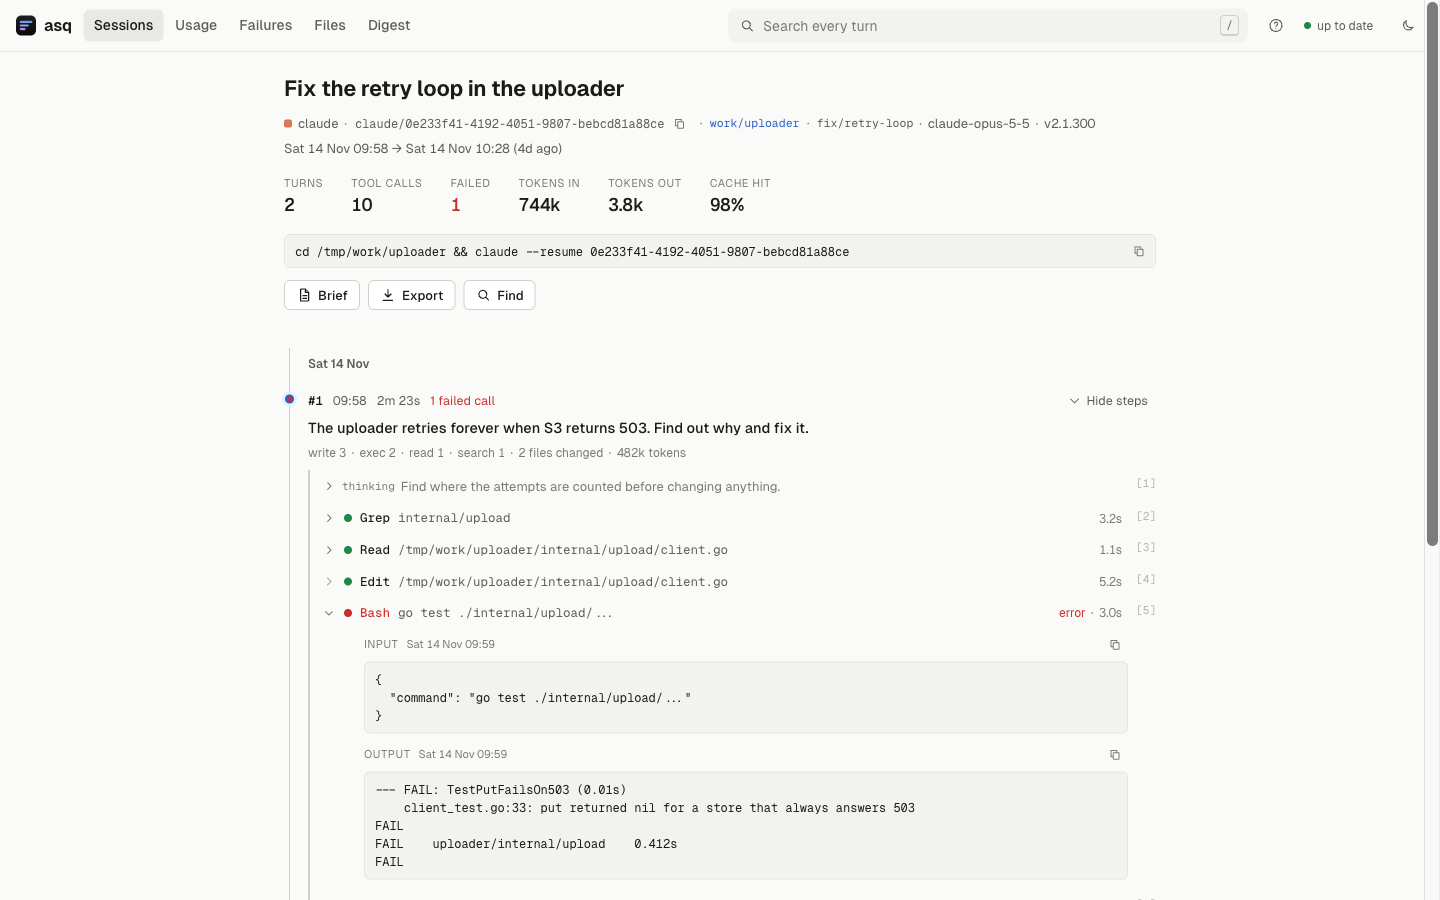 asq Sessions Usage Failures Files Digest Search every turn / up to date
Fix the retry loop in the uploader
claude · claude/0e233f41-4192-4051-9807-bebcd81a88ce · work/uploader · fix/retry-loop · claude-opus-5-5 · v2.1.300
Sat 14 Nov 09:58 → Sat 14 Nov 10:28 (4d ago)
TURNS TOOL CALLS FAILED TOKENS IN TOKENS OUT CACHE HIT
2 10 1 744k 3.8k 98%
cd /tmp/work/uploader && claude --resume 0e233f41-4192-4051-9807-bebcd81a88ce
Brief Export Find
Sat 14 Nov
#1 09:58 2m 23s 1 failed call Hide steps
The uploader retries forever when S3 returns 503. Find out why and fix it.
write 3 · exec 2 · read 1 · search 1 · 2 files changed · 482k tokens
thinking Find where the attempts are counted before changing anything. [1]
Grep internal/upload 3.2s [2]
Read /tmp/work/uploader/internal/upload/client.go 1.1s [3]
Edit /tmp/work/uploader/internal/upload/client.go 5.2s [4]
Bash go test ./internal/upload/... error · 3.0s [5]
INPUT Sat 14 Nov 09:59
{
"command": "go test ./internal/upload/..."
}
OUTPUT Sat 14 Nov 09:59
--- FAIL: TestPutFailsOn503 (0.01s)
client_test.go:33: put returned nil for a store that always answers 503
FAIL
FAIL uploader/internal/upload 0.412s
FAIL